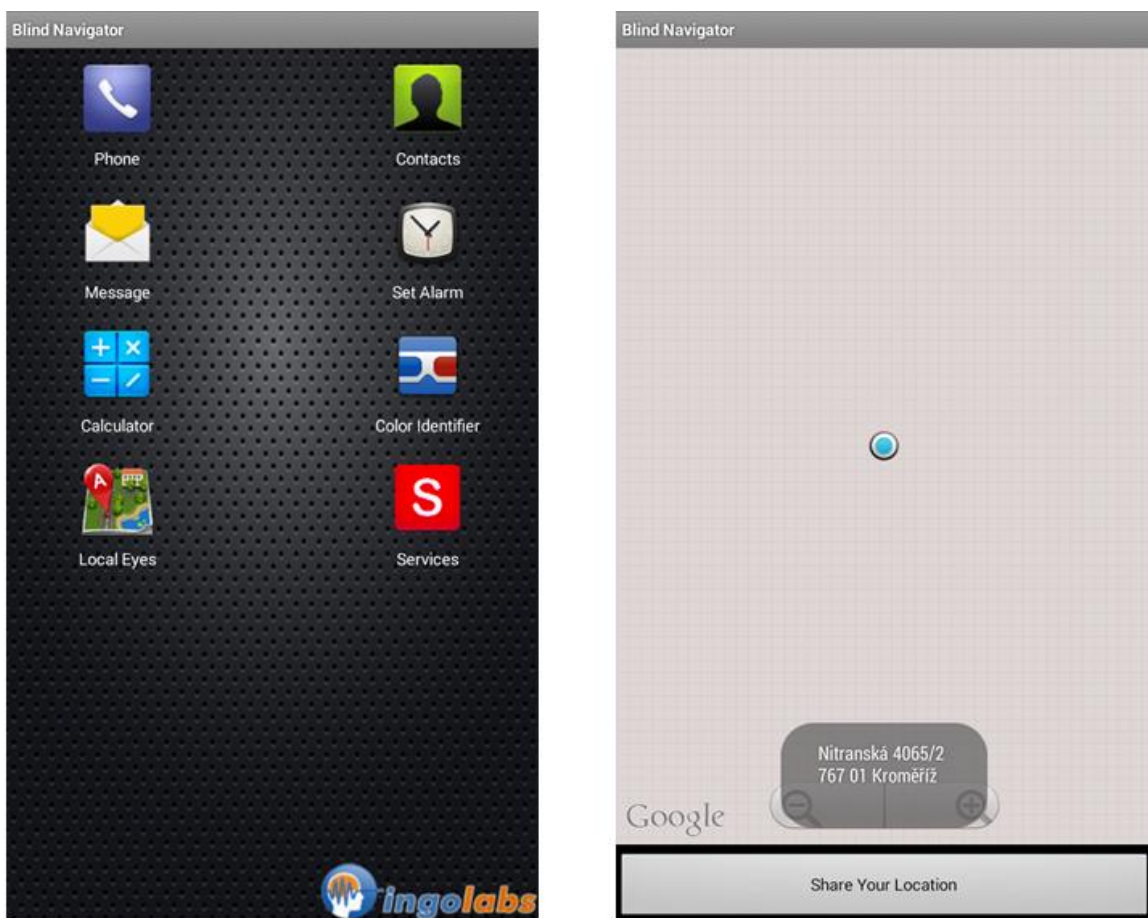 Blind Navigator
Phone
Contacts
Message
Set Alarm
Calculator
Color Identifier
A
Local Eyes
S
Services
ingolabs
Blind Navigator
Nitranská 4065/2
767 01 Kroměříž
Google
Share Your Location